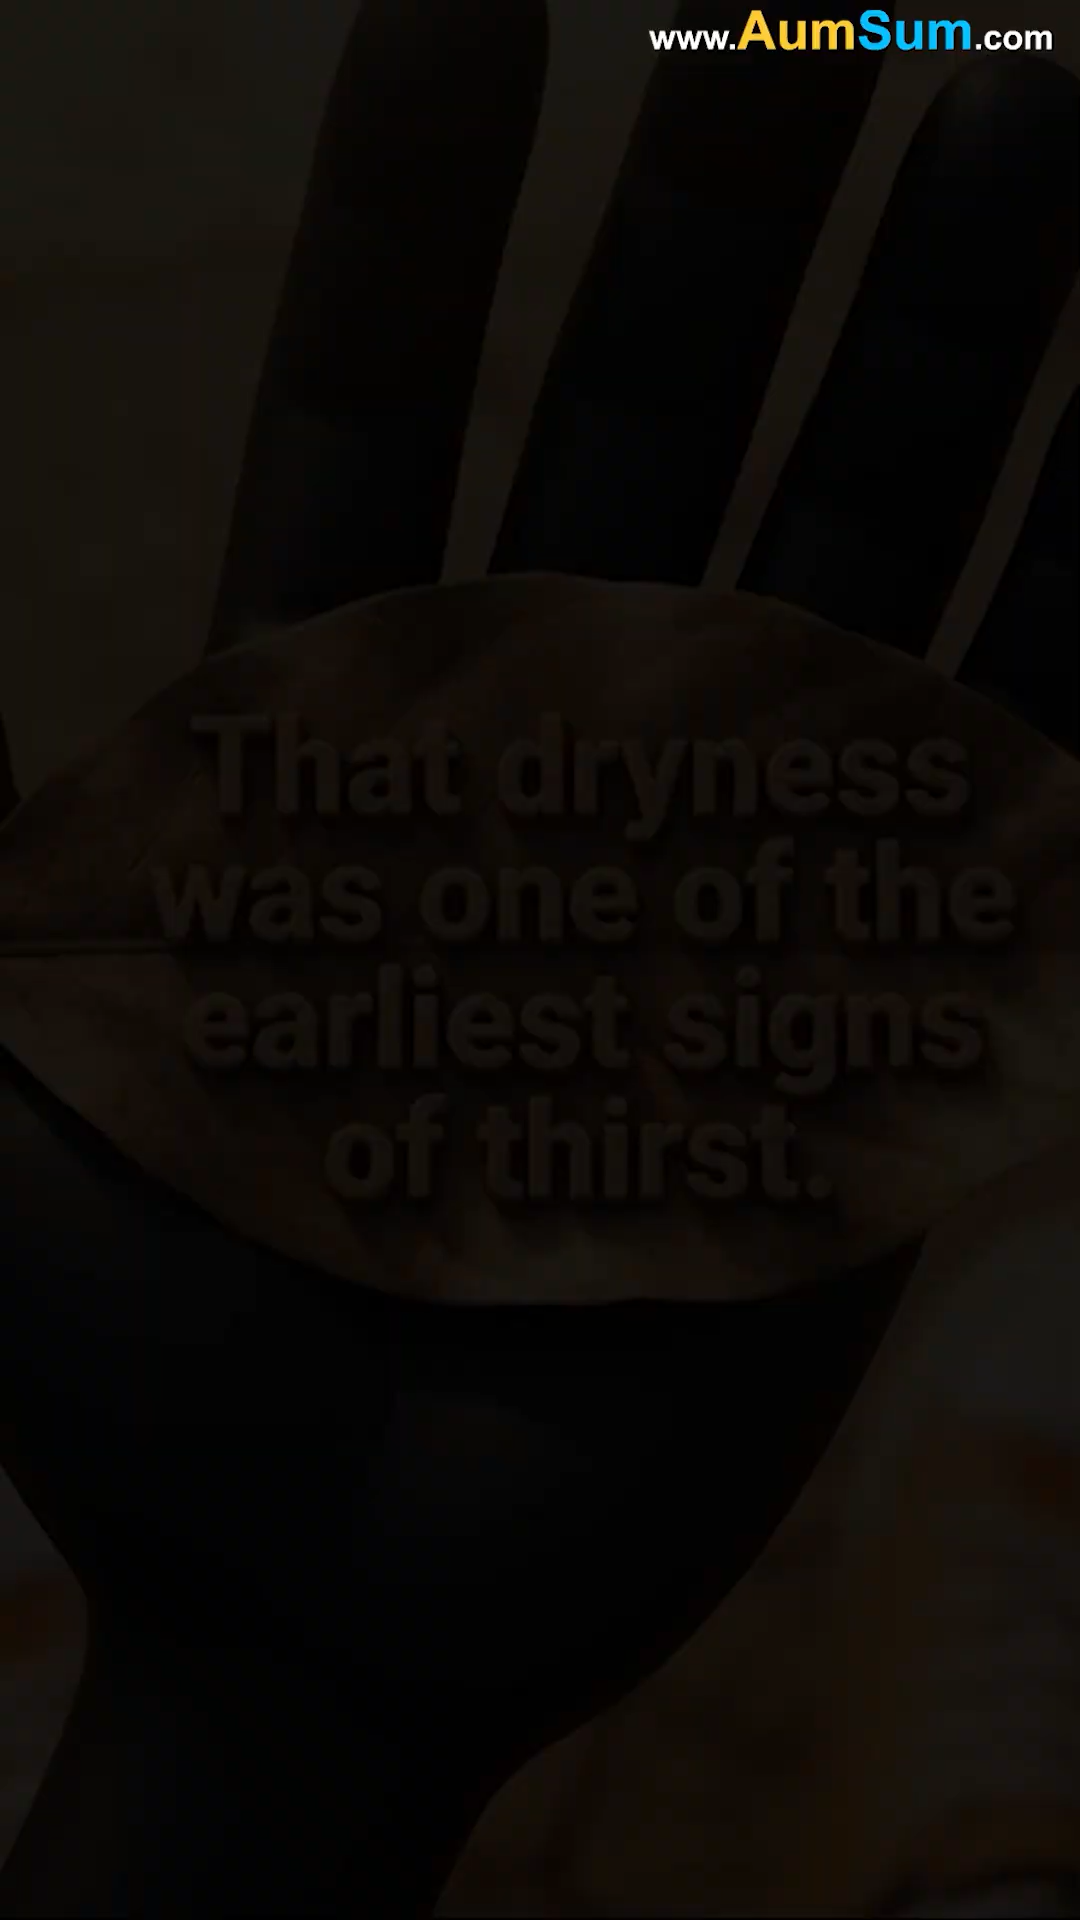 www.AumSum.com
That dryness
was one of the
earliest signs
of thirst.